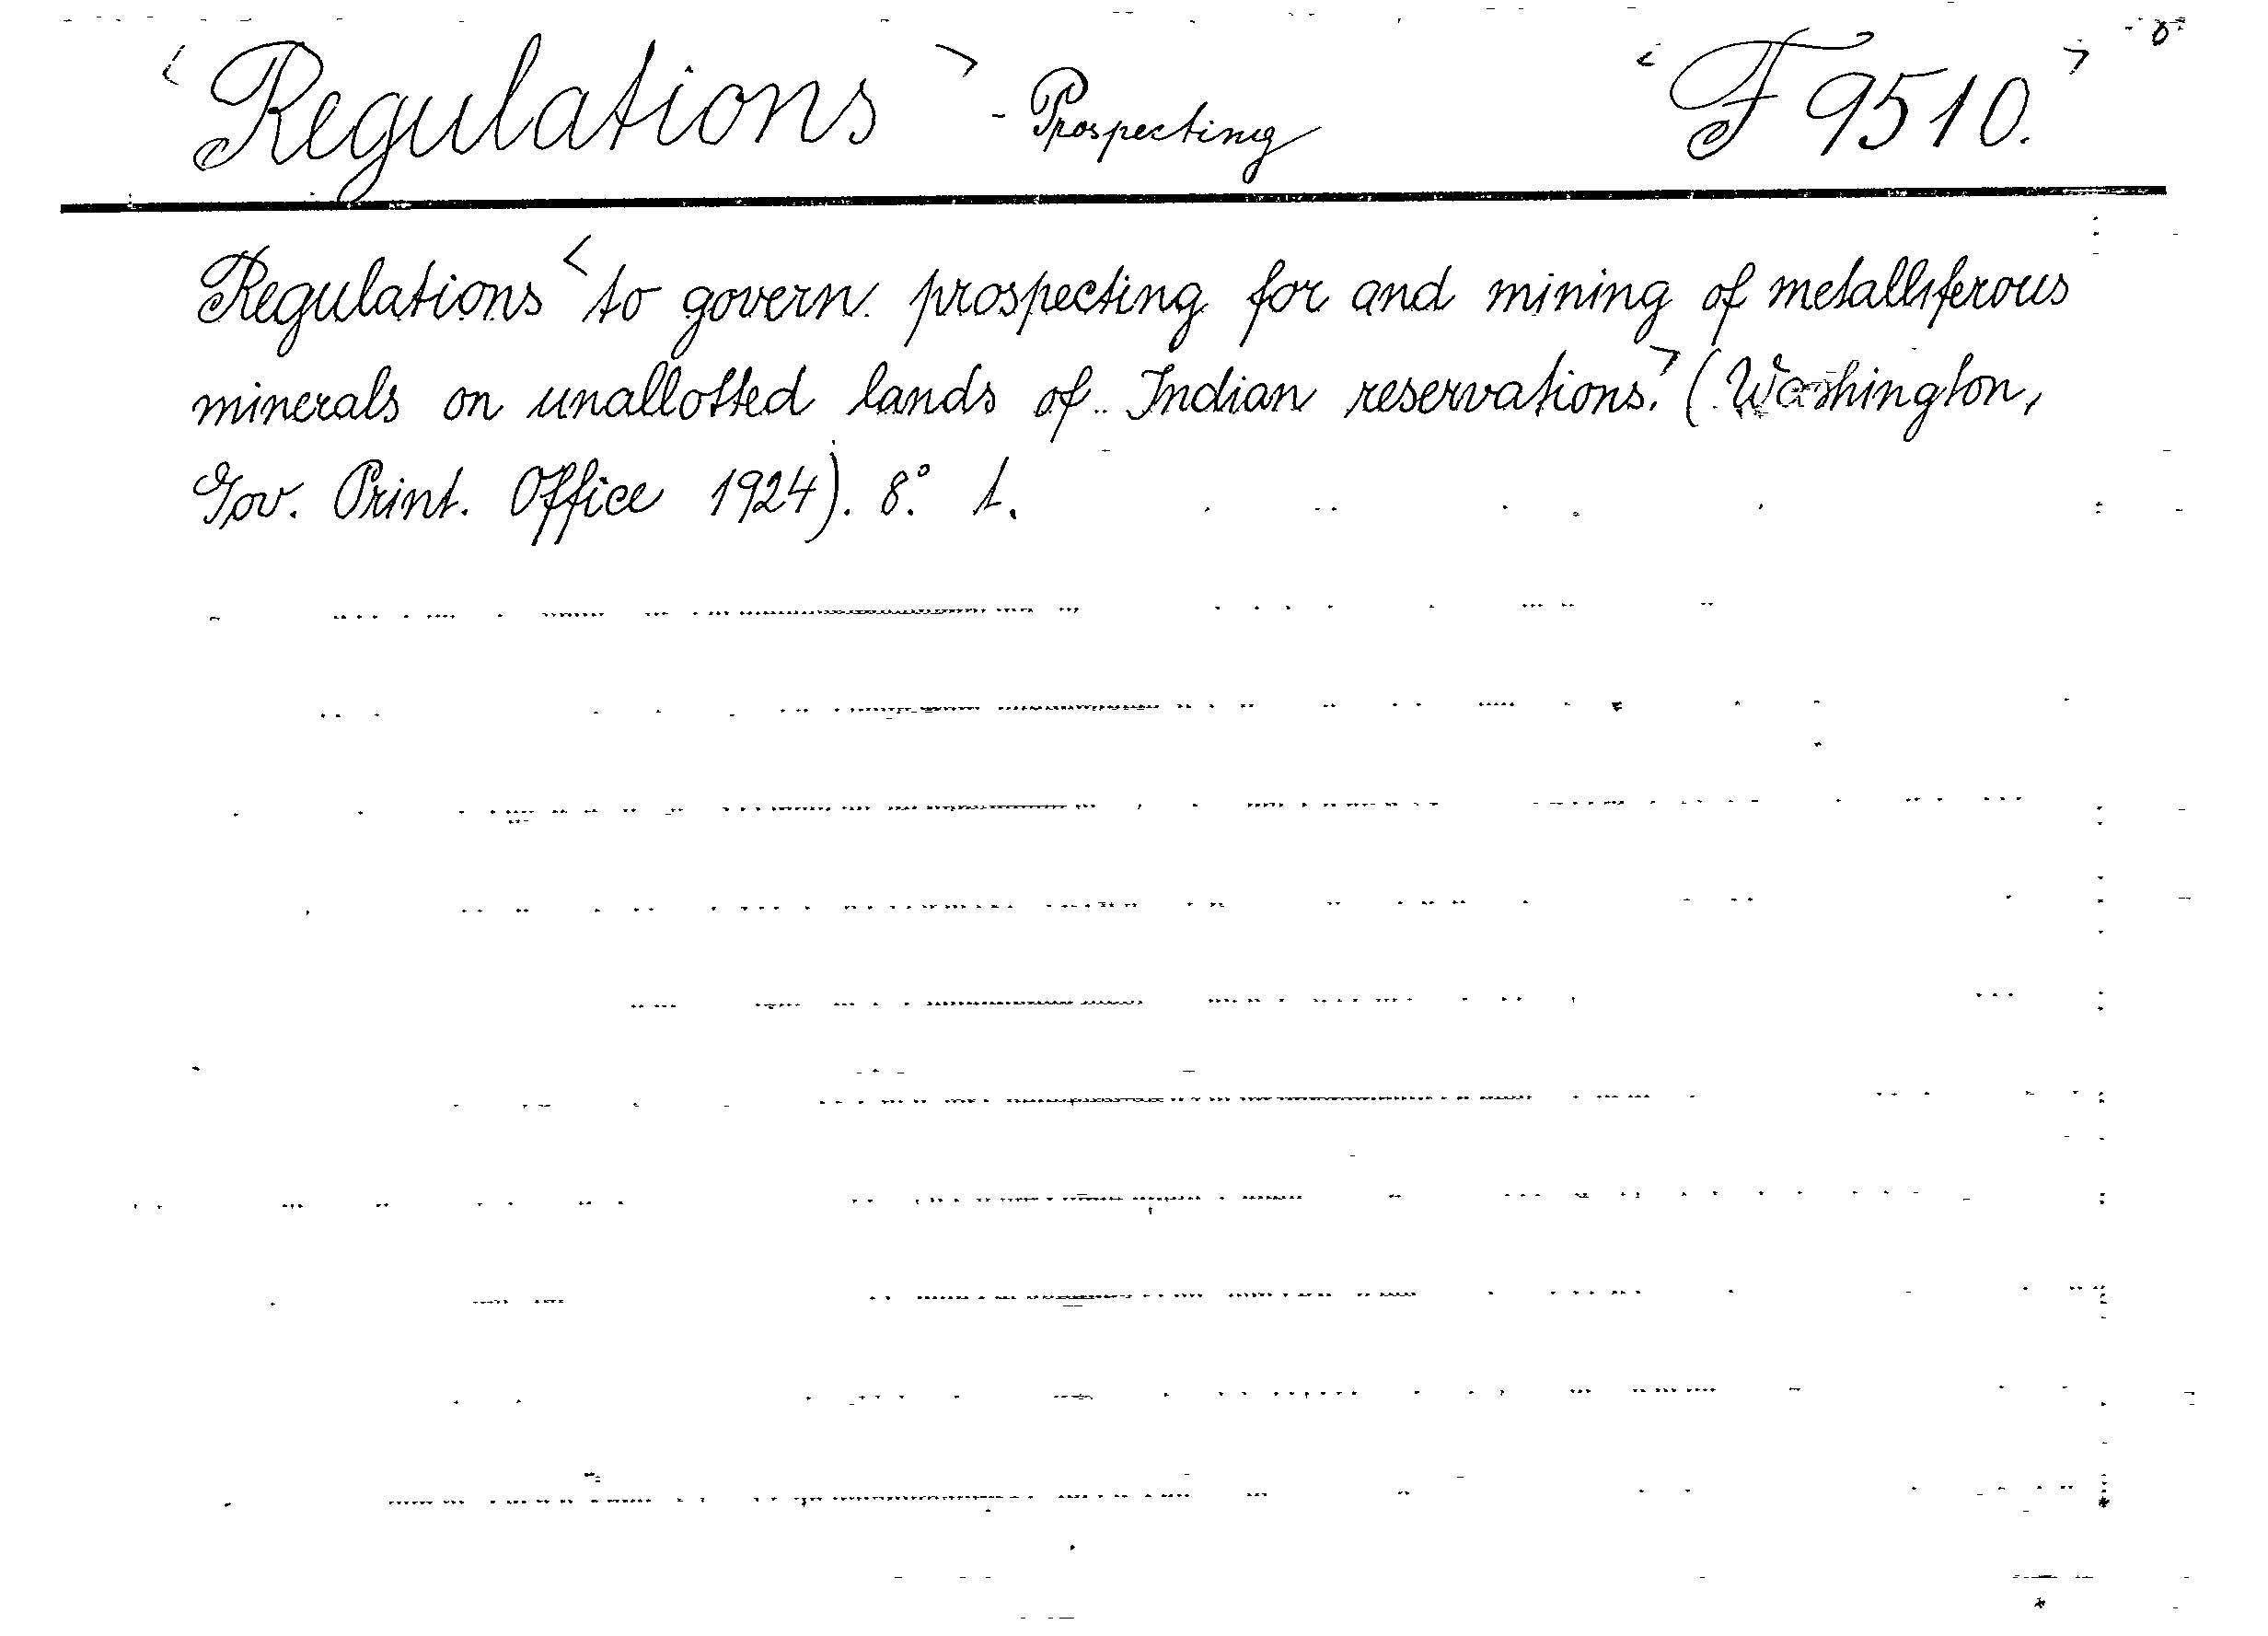 <Regulations> - Prospecting <F 9510.>
Regulations <to govern prospecting for and mining of metalliferous
minerals on unallotted lands of Indian reservations.> (Washington,
Gov. Print. Office 1924). 8°. 1.